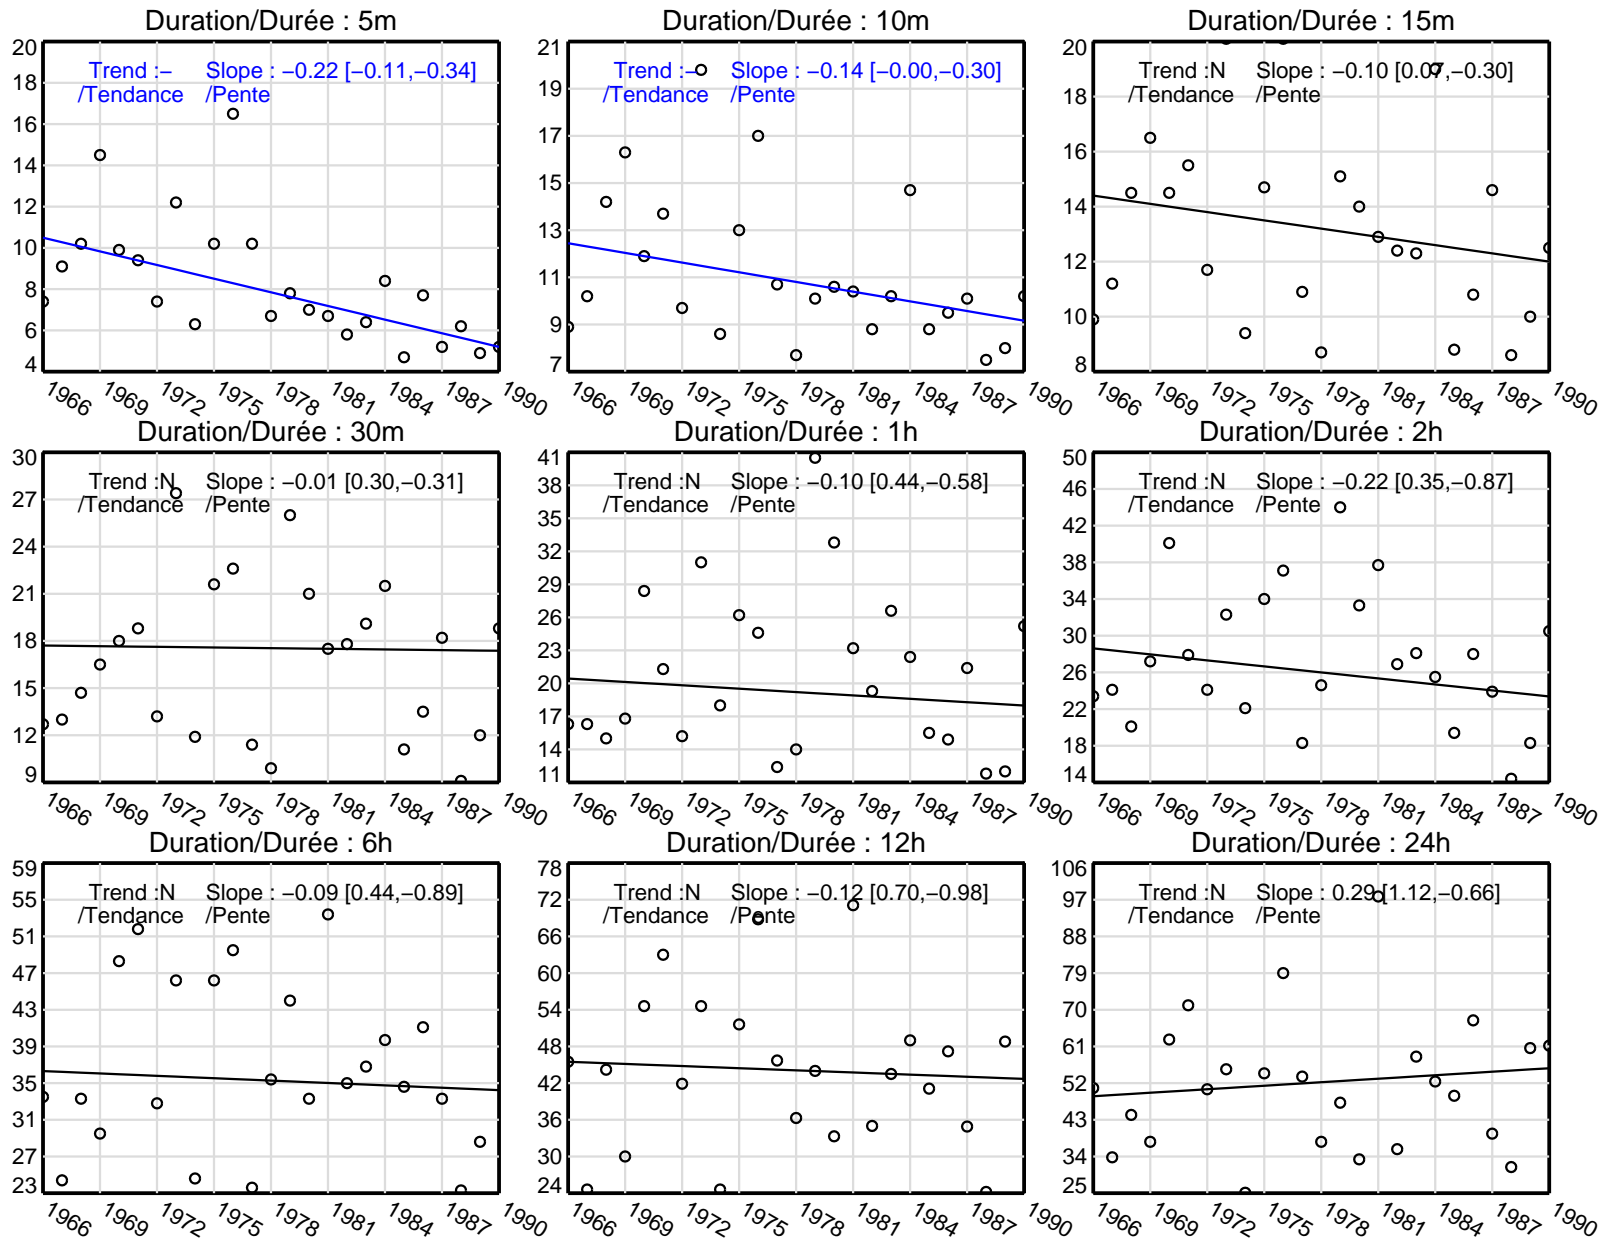 Duration/Durée : 5m
Trend :− Slope : −0.22 [−0.11,−0.34]
/Tendance /Pente
20
18
16
14
12
10
8
6
4
1966 1969 1972 1975 1978 1981 1984 1987 1990
Duration/Durée : 10m
Trend :− Slope : −0.14 [−0.00,−0.30]
/Tendance /Pente
21
19
17
15
13
11
9
7
1966 1969 1972 1975 1978 1981 1984 1987 1990
Duration/Durée : 15m
Trend :N Slope : −0.10 [0.07,−0.30]
/Tendance /Pente
20
18
16
14
12
10
8
1966 1969 1972 1975 1978 1981 1984 1987 1990
Duration/Durée : 30m
Trend :N Slope : −0.01 [0.30,−0.31]
/Tendance /Pente
30
27
24
21
18
15
12
9
1966 1969 1972 1975 1978 1981 1984 1987 1990
Duration/Durée : 1h
Trend :N Slope : −0.10 [0.44,−0.58]
/Tendance /Pente
41
38
35
32
29
26
23
20
17
14
11
1966 1969 1972 1975 1978 1981 1984 1987 1990
Duration/Durée : 2h
Trend :N Slope : −0.22 [0.35,−0.87]
/Tendance /Pente
50
46
42
38
34
30
26
22
18
14
1966 1969 1972 1975 1978 1981 1984 1987 1990
Duration/Durée : 6h
Trend :N Slope : −0.09 [0.44,−0.89]
/Tendance /Pente
59
55
51
47
43
39
35
31
27
23
1966 1969 1972 1975 1978 1981 1984 1987 1990
Duration/Durée : 12h
Trend :N Slope : −0.12 [0.70,−0.98]
/Tendance /Pente
78
72
66
60
54
48
42
36
30
24
1966 1969 1972 1975 1978 1981 1984 1987 1990
Duration/Durée : 24h
Trend :N Slope : 0.29 [1.12,−0.66]
/Tendance /Pente
106
97
88
79
70
61
52
43
34
25
1966 1969 1972 1975 1978 1981 1984 1987 1990